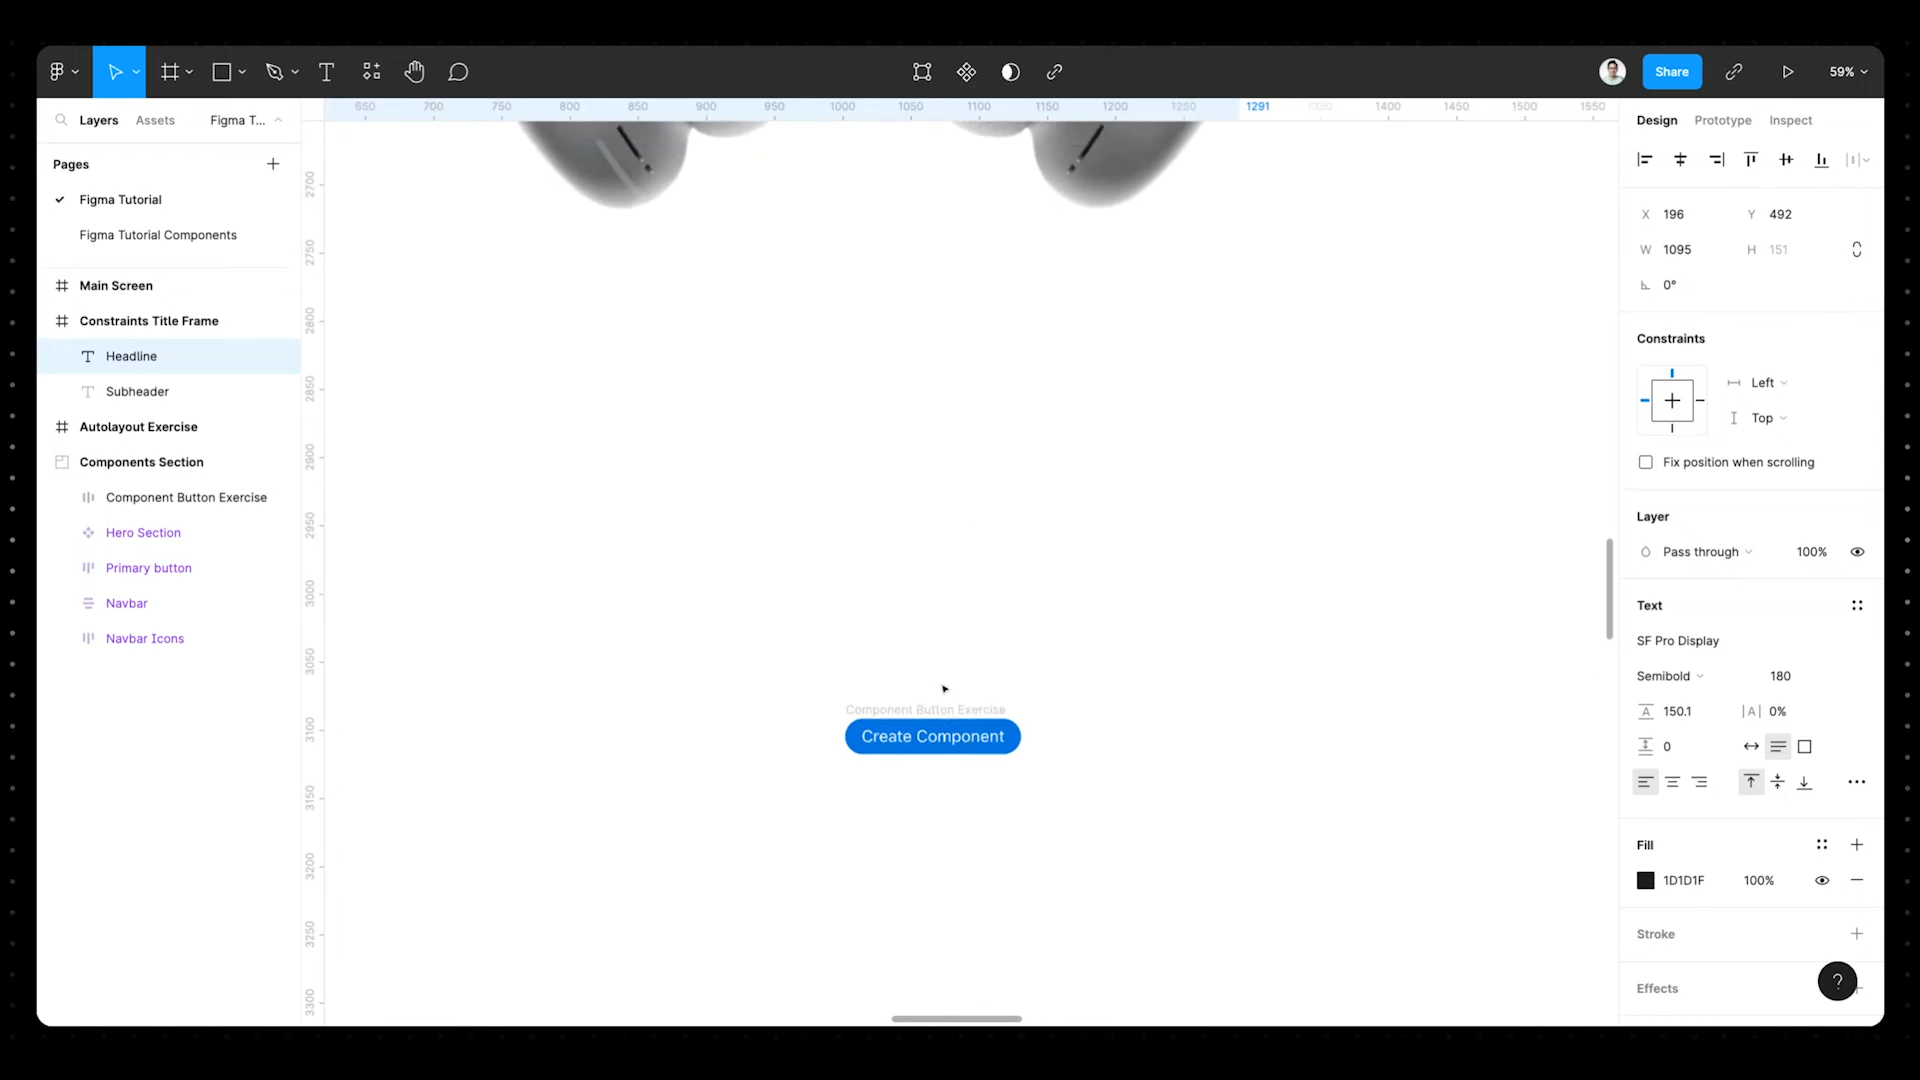 Share
59%
Layers
Assets
Figma T...
650
700
750
800
850
900
950
1000
1050
1100
1150
1200
1250
1291
1350
1400
1450
1500
1550
Design
Prototype
Inspect
Pages
Figma Tutorial
Figma Tutorial Components
Main Screen
Constraints Title Frame
Headline
Subheader
Autolayout Exercise
Components Section
Component Button Exercise
Hero Section
Primary button
Navbar
Navbar Icons
2700
2750
2800
2850
2900
2950
3000
3050
3100
3150
3200
3250
3300
Component Button Exercise
Create Component
X 196
Y 492
W 1095
H 151
0°
Constraints
Left
Top
Fix position when scrolling
Layer
Pass through
100%
Text
SF Pro Display
Semibold
180
A 150.1
|A| 0%
0
Fill
1D1D1F
100%
Stroke
Effects
?